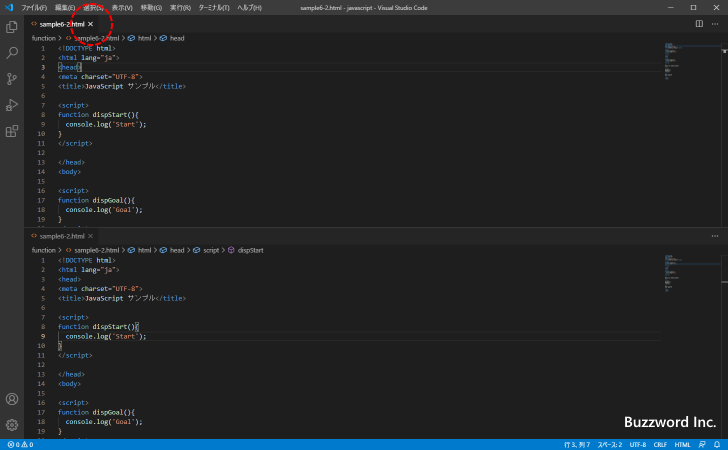 ファイル(F) 編集(E) 選択(S) 表示(V) 移動(G) 実行(R) ターミナル(T) ヘルプ(H) sample6-2.html - javascript - Visual Studio Code
sample6-2.html
function > sample6-2.html > html > head
1 <!DOCTYPE html>
2 <html lang="ja">
3 <head>
4 <meta charset="UTF-8">
5 <title>JavaScript サンプル</title>
6
7 <script>
8 function dispStart(){
9 console.log('Start');
10 }
11 </script>
12
13 </head>
14 <body>
15
16 <script>
17 function dispGoal(){
18 console.log('Goal');
19 }
sample6-2.html
function > sample6-2.html > html > head > script > dispStart
1 <!DOCTYPE html>
2 <html lang="ja">
3 <head>
4 <meta charset="UTF-8">
5 <title>JavaScript サンプル</title>
6
7 <script>
8 function dispStart(){
9 console.log('Start');
10 }
11 </script>
12
13 </head>
14 <body>
15
16 <script>
17 function dispGoal(){
18 console.log('Goal');
19 }
Buzzword Inc.
0 0 行 3、列 7 スペース: 2 UTF-8 CRLF HTML